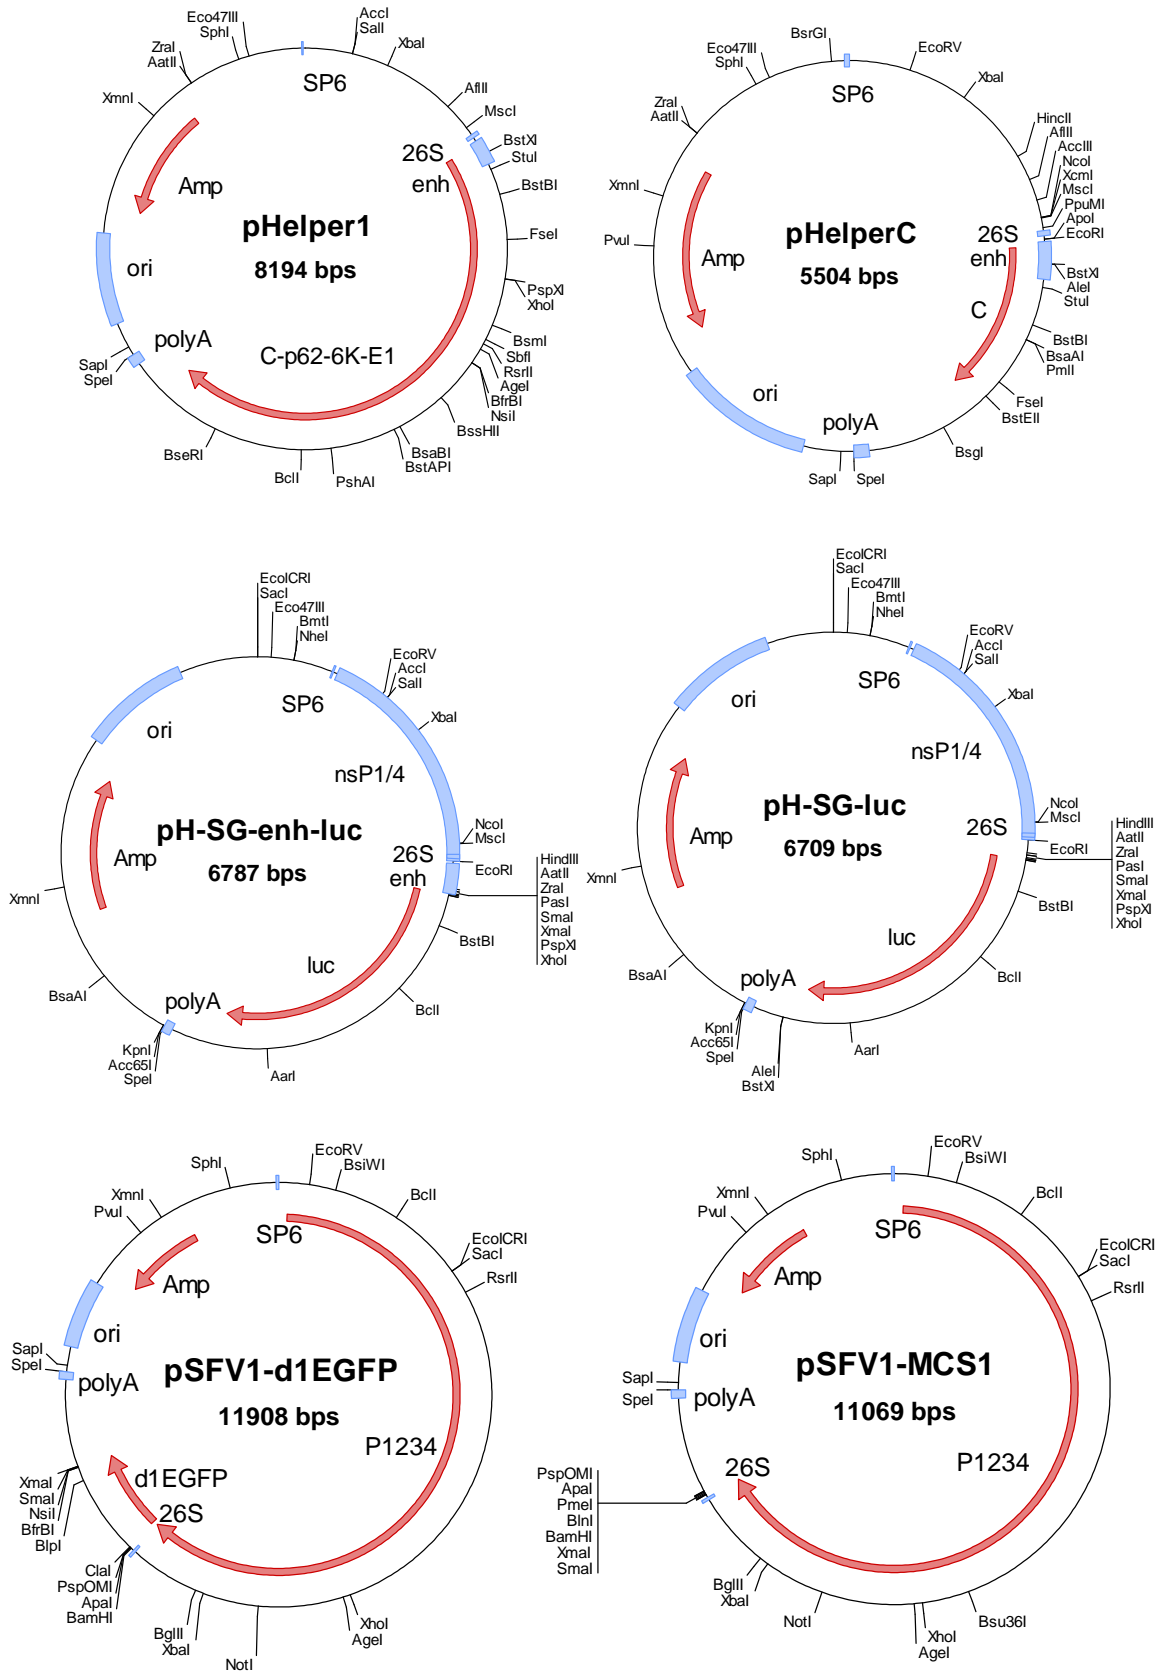 Eco47III
SphI
ZraI
AatII
XmnI
AccI
SalI
XbaI
AflII
MscI
BstXI
StuI
BstBI
FseI
PspXI
XhoI
BsmI
SbfI
RsrII
AgeI
BfrBI
NsiI
BssHII
BsaBI
BstAPI
PshAI
BclI
BseRI
SpeI
SapI
SP6
26S
enh
Amp
pHelper1
8194 bps
ori
polyA
C-p62-6K-E1
BsrGI
Eco47III
SphI
ZraI
AatII
XmnI
PvuI
EcoRV
XbaI
HincII
AflII
AccIII
NcoI
XcmI
MscI
PpuMI
ApoI
EcoRI
BstXI
AleI
StuI
BstBI
BsaAI
PmlI
FseI
BstEII
BsgI
SpeI
SapI
SP6
26S
enh
Amp
pHelperC
5504 bps
C
ori
polyA
EcoICRI
SacI
Eco47III
BmtI
NheI
EcoRV
AccI
SalI
XbaI
NcoI
MscI
EcoRI
HindIII
AatII
ZraI
PasI
SmaI
XmaI
PspXI
XhoI
BstBI
BclI
AarI
KpnI
Acc65I
SpeI
BsaAI
XmnI
SP6
ori
nsP1/4
pH-SG-enh-luc
6787 bps
Amp
26S
enh
luc
polyA
EcoICRI
SacI
Eco47III
BmtI
NheI
EcoRV
AccI
SalI
XbaI
NcoI
MscI
EcoRI
HindIII
AatII
ZraI
PasI
SmaI
XmaI
PspXI
XhoI
BstBI
BclI
AarI
AleI
BstXI
KpnI
Acc65I
SpeI
BsaAI
XmnI
SP6
ori
nsP1/4
pH-SG-luc
6709 bps
Amp
26S
luc
polyA
SphI
XmnI
PvuI
EcoRV
BsiWI
BclI
EcoICRI
SacI
RsrII
XhoI
AgeI
NotI
BglII
XbaI
ClaI
PspOMI
ApaI
BamHI
XmaI
SmaI
NsiI
BfrBI
BlpI
SapI
SpeI
SP6
Amp
ori
polyA
pSFV1-d1EGFP
11908 bps
P1234
d1EGFP
26S
SphI
XmnI
PvuI
EcoRV
BsiWI
BclI
EcoICRI
SacI
RsrII
Bsu36I
XhoI
AgeI
NotI
BglII
XbaI
PspOMI
ApaI
PmeI
BlnI
BamHI
XmaI
SmaI
SapI
SpeI
SP6
Amp
ori
polyA
pSFV1-MCS1
11069 bps
P1234
26S